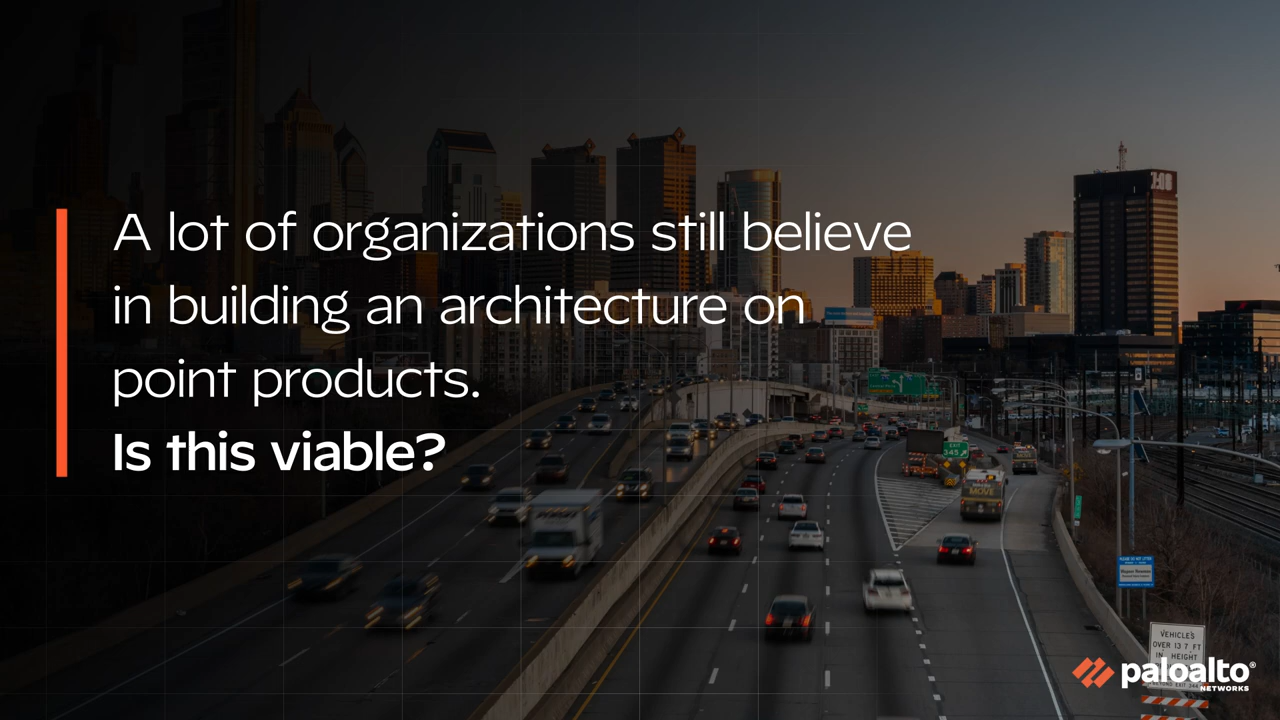 A lot of organizations still believe
in building an architecture on
point products.
Is this viable?
EXIT
345
MOVE
VEHICLES
OVER 13'7 FT
IN HEIGHT
paloalto®
NETWORKS